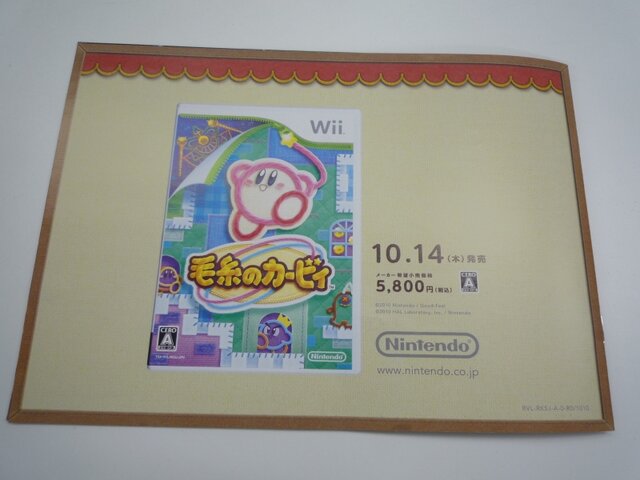 Wii
毛糸のカービィ
CERO
A
Nintendo
10.14(木)発売
メーカー希望小売価格
5,800円(税込)
CERO
A
©2010 Nintendo / Good-Feel
©2010 HAL Laboratory, Inc. / Nintendo
Nintendo
www.nintendo.co.jp